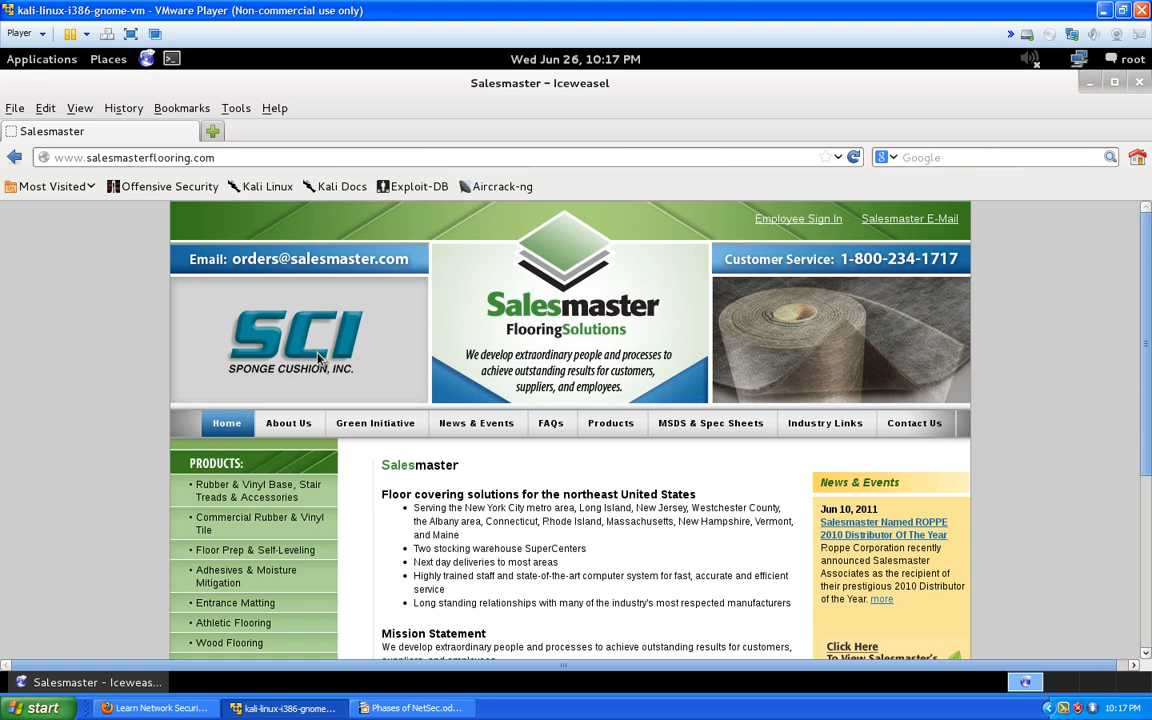 kali-linux-i386-gnome-vm - VMware Player (Non-commercial use only)
Player
Applications Places Wed Jun 26, 10:17 PM root
Salesmaster – Iceweasel
File Edit View History Bookmarks Tools Help
Salesmaster
www.salesmasterflooring.com Google
Most Visited Offensive Security Kali Linux Kali Docs Exploit-DB Aircrack-ng
Employee Sign In Salesmaster E-Mail
Email: orders@salesmaster.com
Customer Service: 1-800-234-1717
SCI
SPONGE CUSHION, INC.
Salesmaster
FlooringSolutions
We develop extraordinary people and processes to
achieve outstanding results for customers,
suppliers, and employees.
Home About Us Green Initiative News & Events FAQs Products MSDS & Spec Sheets Industry Links Contact Us
PRODUCTS:
• Rubber & Vinyl Base, Stair
Treads & Accessories
• Commercial Rubber & Vinyl
Tile
• Floor Prep & Self-Leveling
• Adhesives & Moisture
Mitigation
• Entrance Matting
• Athletic Flooring
• Wood Flooring
Salesmaster
Floor covering solutions for the northeast United States
• Serving the New York City metro area, Long Island, New Jersey, Westchester County,
the Albany area, Connecticut, Rhode Island, Massachusetts, New Hampshire, Vermont,
and Maine
• Two stocking warehouse SuperCenters
• Next day deliveries to most areas
• Highly trained staff and state-of-the-art computer system for fast, accurate and efficient
service
• Long standing relationships with many of the industry's most respected manufacturers
Mission Statement
We develop extraordinary people and processes to achieve outstanding results for customers,
suppliers, and employees
News & Events
Jun 10, 2011
Salesmaster Named ROPPE
2010 Distributor Of The Year
Roppe Corporation recently
announced Salesmaster
Associates as the recipient of
their prestigious 2010 Distributor
of the Year. more
Click Here
To View Salesmaster's
Salesmaster - Iceweas...
start Learn Network Securi... kali-linux-i386-gnome... Phases of NetSec.od... 10:17 PM